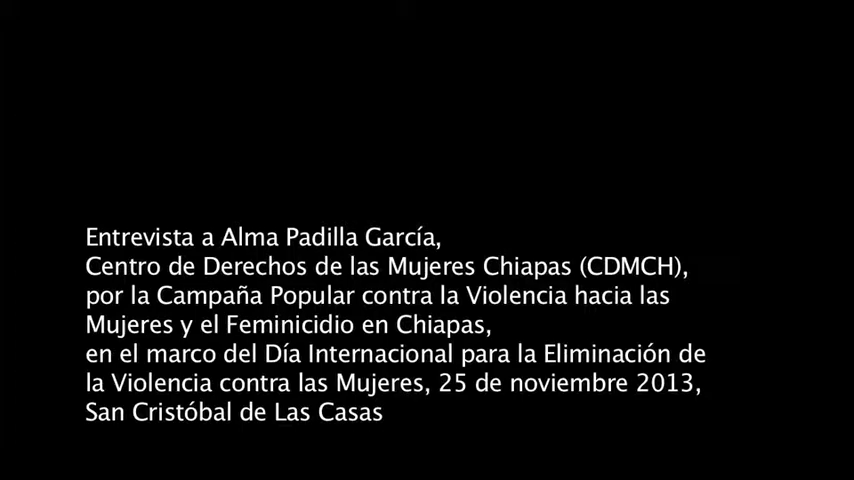 Entrevista a Alma Padilla García,
Centro de Derechos de las Mujeres Chiapas (CDMCH),
por la Campaña Popular contra la Violencia hacia las
Mujeres y el Feminicidio en Chiapas,
en el marco del Día Internacional para la Eliminación de
la Violencia contra las Mujeres, 25 de noviembre 2013,
San Cristóbal de Las Casas